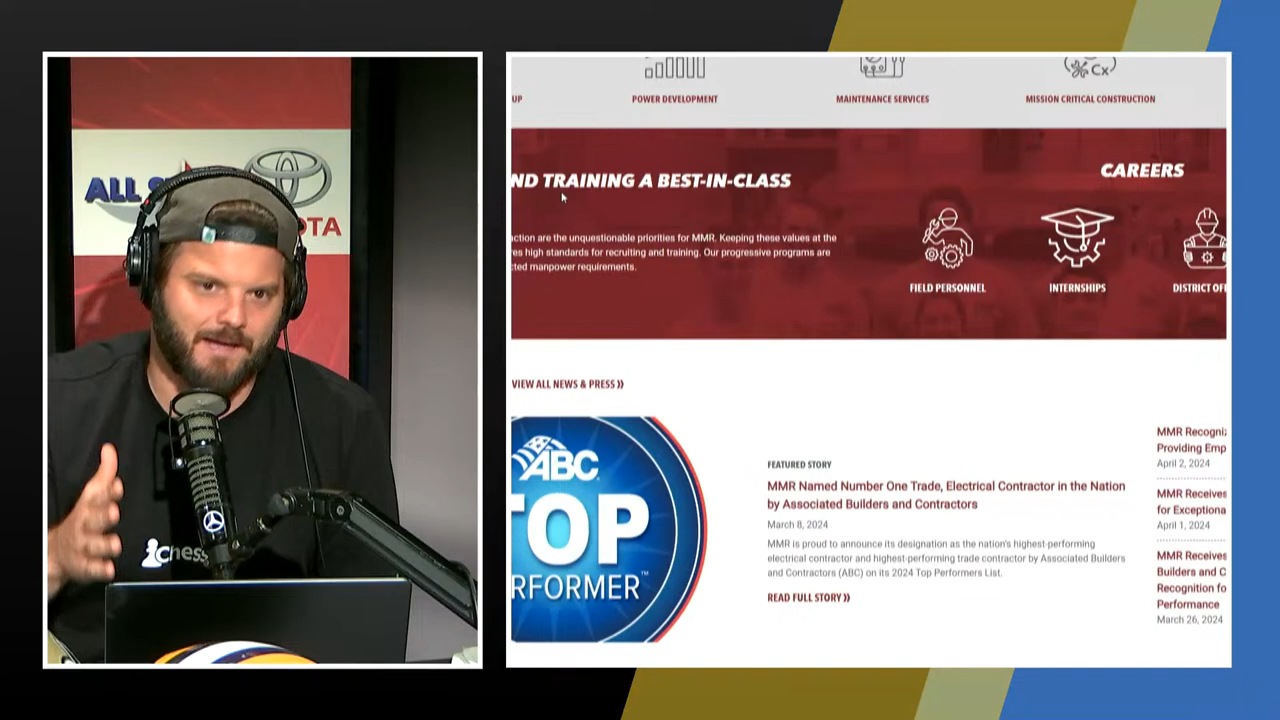 ALL S
OTA
iChess
UP
POWER DEVELOPMENT
MAINTENANCE SERVICES
Cx
MISSION CRITICAL CONSTRUCTION
ND TRAINING A BEST-IN-CLASS
CAREERS
ction are the unquestionable priorities for MMR. Keeping these values at the
es high standards for recruiting and training. Our progressive programs are
cted manpower requirements.
FIELD PERSONNEL
INTERNSHIPS
DISTRICT OF
VIEW ALL NEWS & PRESS
ABC
TOP
RFORMER™
FEATURED STORY
MMR Named Number One Trade, Electrical Contractor in the Nation
by Associated Builders and Contractors
March 8, 2024
MMR is proud to announce its designation as the nation's highest-performing
electrical contractor and highest-performing trade contractor by Associated Builders
and Contractors (ABC) on its 2024 Top Performers List.
READ FULL STORY
MMR Recogni
Providing Emp
April 2, 2024
MMR Receives
for Exceptiona
April 1, 2024
MMR Receives
Builders and C
Recognition fo
Performance
March 26, 2024